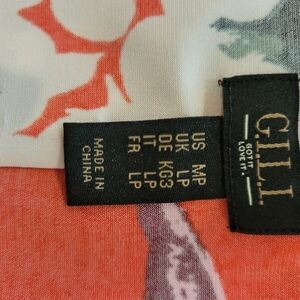 G.I.L.I.
GOT IT
LOVE IT.
US MP
UK LP
DE KG3
IT LP
FR LP
MADE IN
CHINA